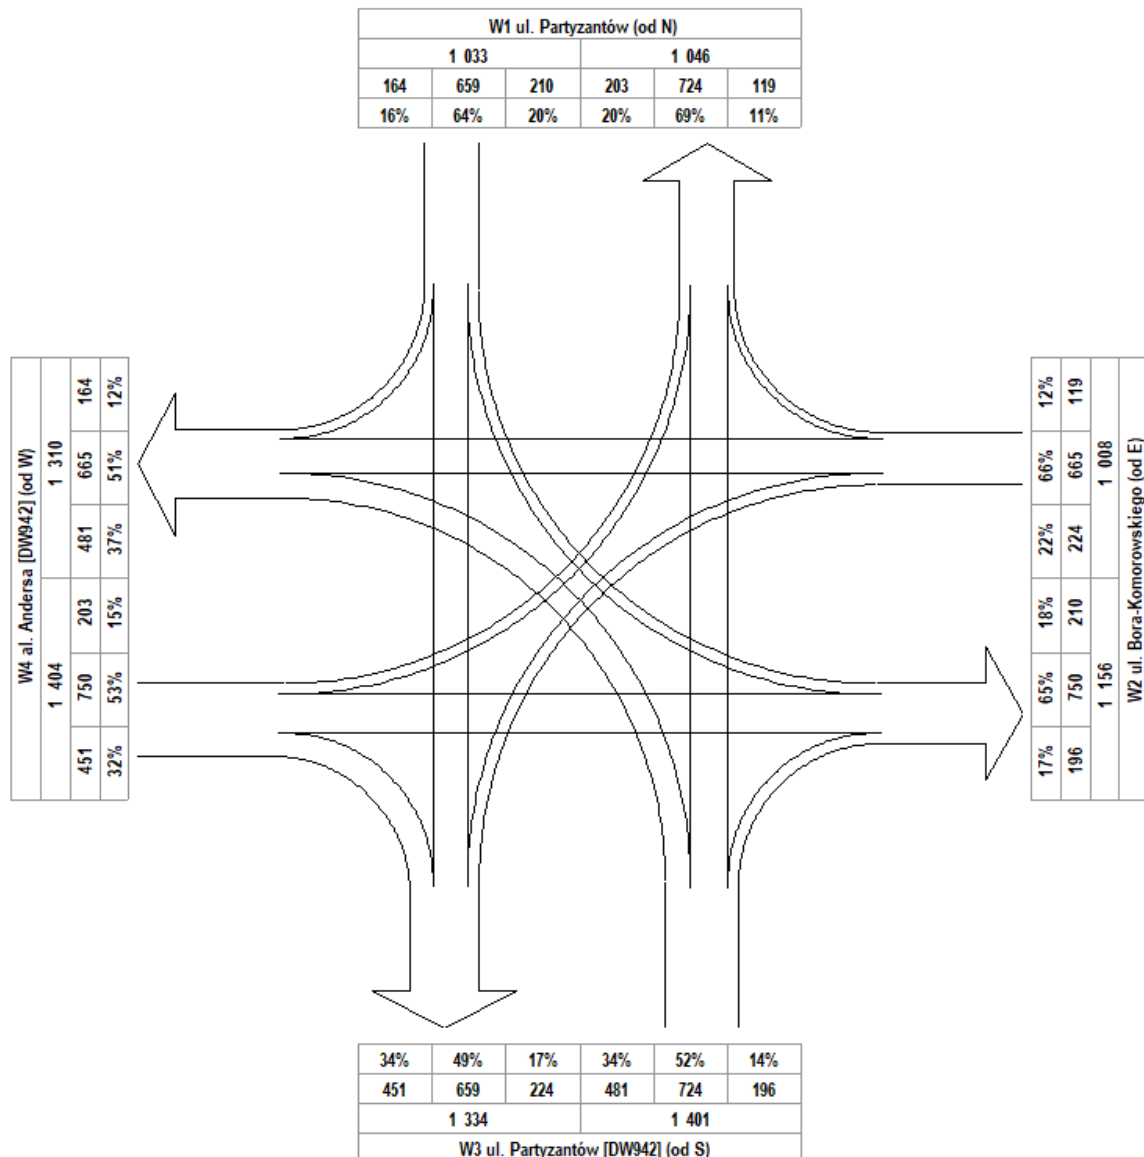 W1 ul. Partyzantów (od N)
1 033 1 046
164 659 210 203 724 119
16% 64% 20% 20% 69% 11%
W4 al. Andersa [DW942] (od W)
1 404 1 310
451 750 203 481 665 164
32% 53% 15% 37% 51% 12%
12% 66% 22% 18% 65% 17%
119 665 224 210 750 196
1 008 1 156
W2 ul. Bora-Komorowskiego (od E)
34% 49% 17% 34% 52% 14%
451 659 224 481 724 196
1 334 1 401
W3 ul. Partyzantów [DW942] (od S)